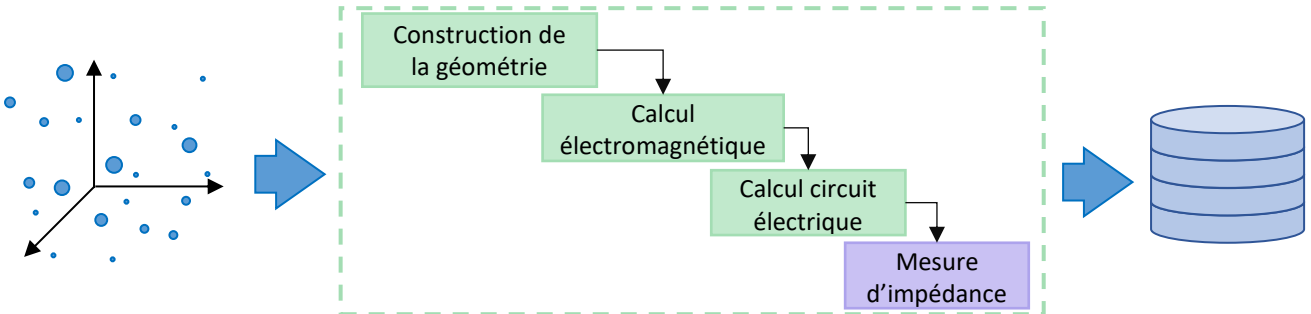 Construction de
la géométrie
Calcul
électromagnétique
Calcul circuit
électrique
Mesure
d’impédance